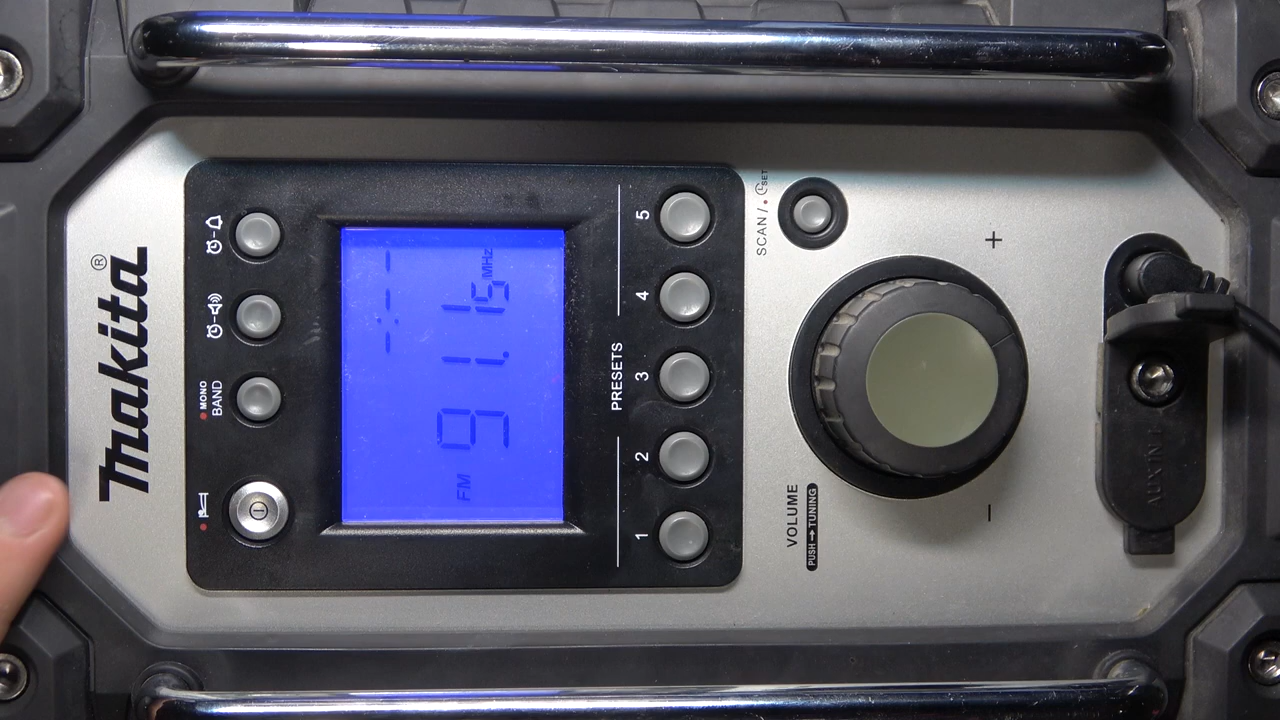 Makita®
MONO
BAND
-:--
FM 91.15 MHz
PRESETS
1 2 3 4 5
SCAN / SET
VOLUME
PUSH → TUNING
- +
AUX IN 1